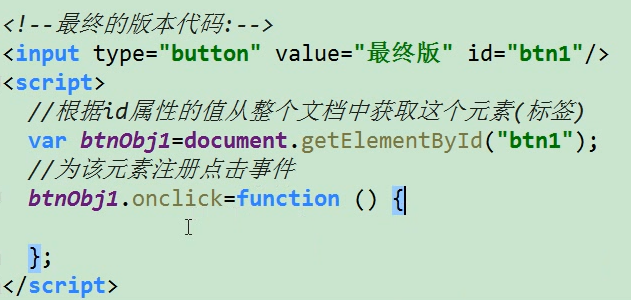 <!--最终的版本代码:-->
<input type="button" value="最终版" id="btn1"/>
<script>
//根据id属性的值从整个文档中获取这个元素(标签)
var btnObj1=document.getElementById("btn1");
//为该元素注册点击事件
btnObj1.onclick=function () {
};
</script>